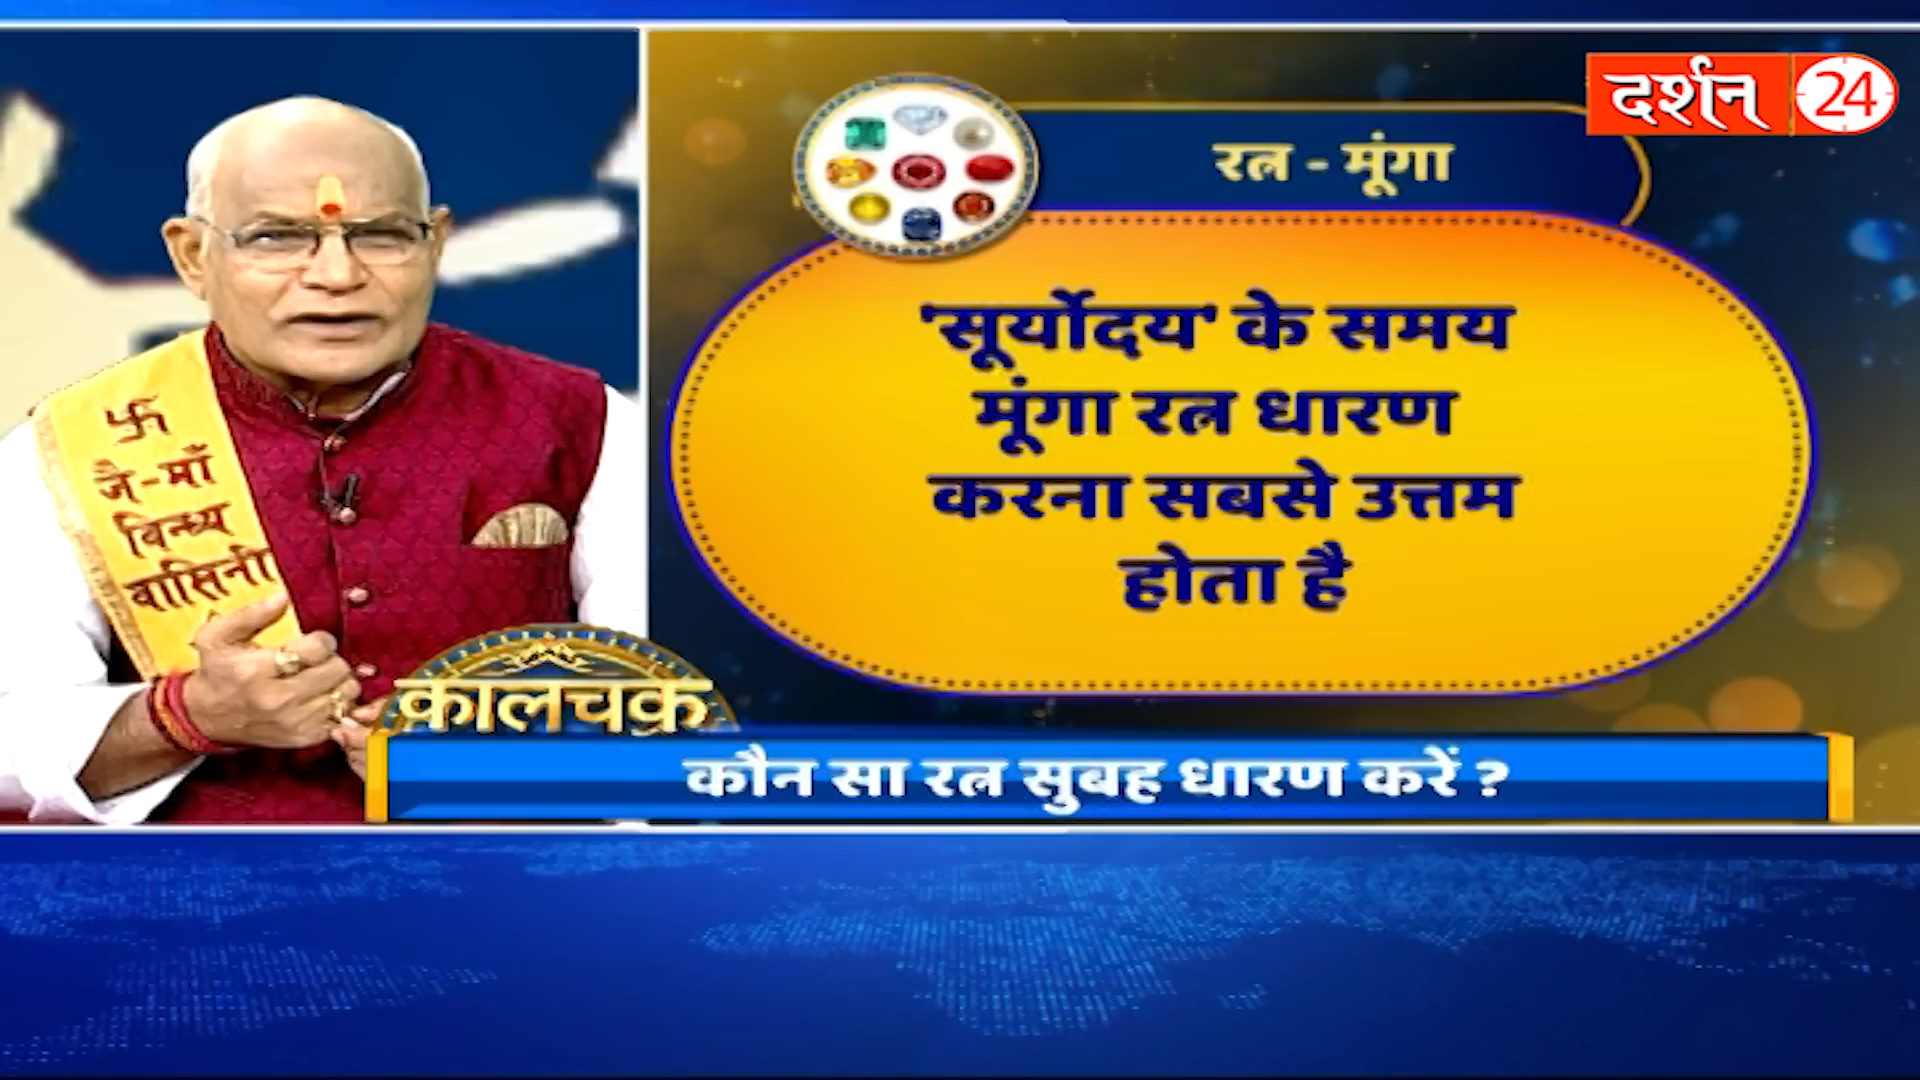 दर्शन 24
रत्न - मूंगा
'सूर्योदय' के समय
मूंगा रत्न धारण
करना सबसे उत्तम
होता है
जै-माँ
विन्ध्य
वासिनी
कालचक्र
कौन सा रत्न सुबह धारण करें ?